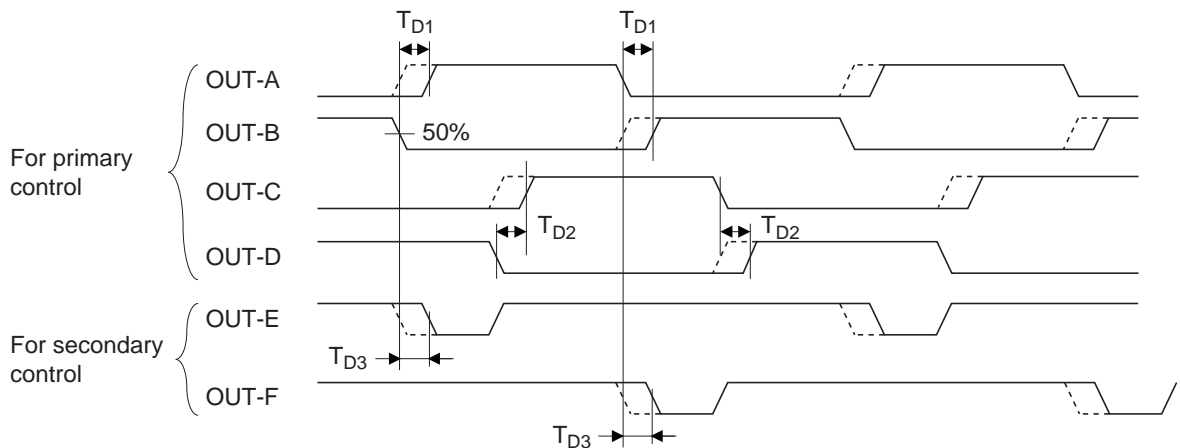 TD1
TD1
OUT-A
OUT-B
50%
For primary
control
OUT-C
TD2
TD2
OUT-D
OUT-E
For secondary
control
TD3
OUT-F
TD3